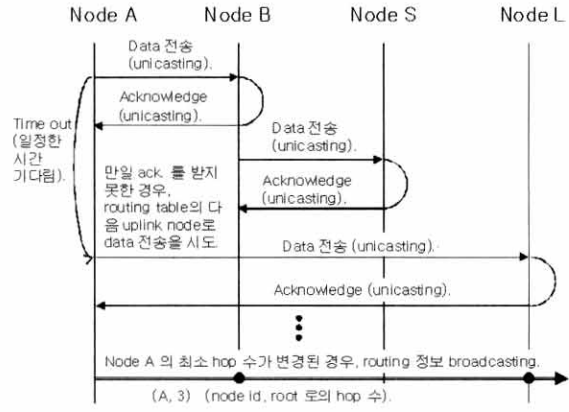 Node A Node B Node S Node L
Data 전송
(unicasting).
Acknowledge
(unicasting).
Time out
(일정한
시간
기다림).
Data 전송
(unicasting).
만일 ack. 를 받지
못한 경우,
routing table의 다
음 uplink node로
data 전송을 시도.
Acknowledge
(unicasting).
Data 전송 (unicasting).
Acknowledge (unicasting).
Node A 의 최소 hop 수가 변경된 경우, routing 정보 broadcasting.
(A, 3) (node id, root 로의 hop 수).